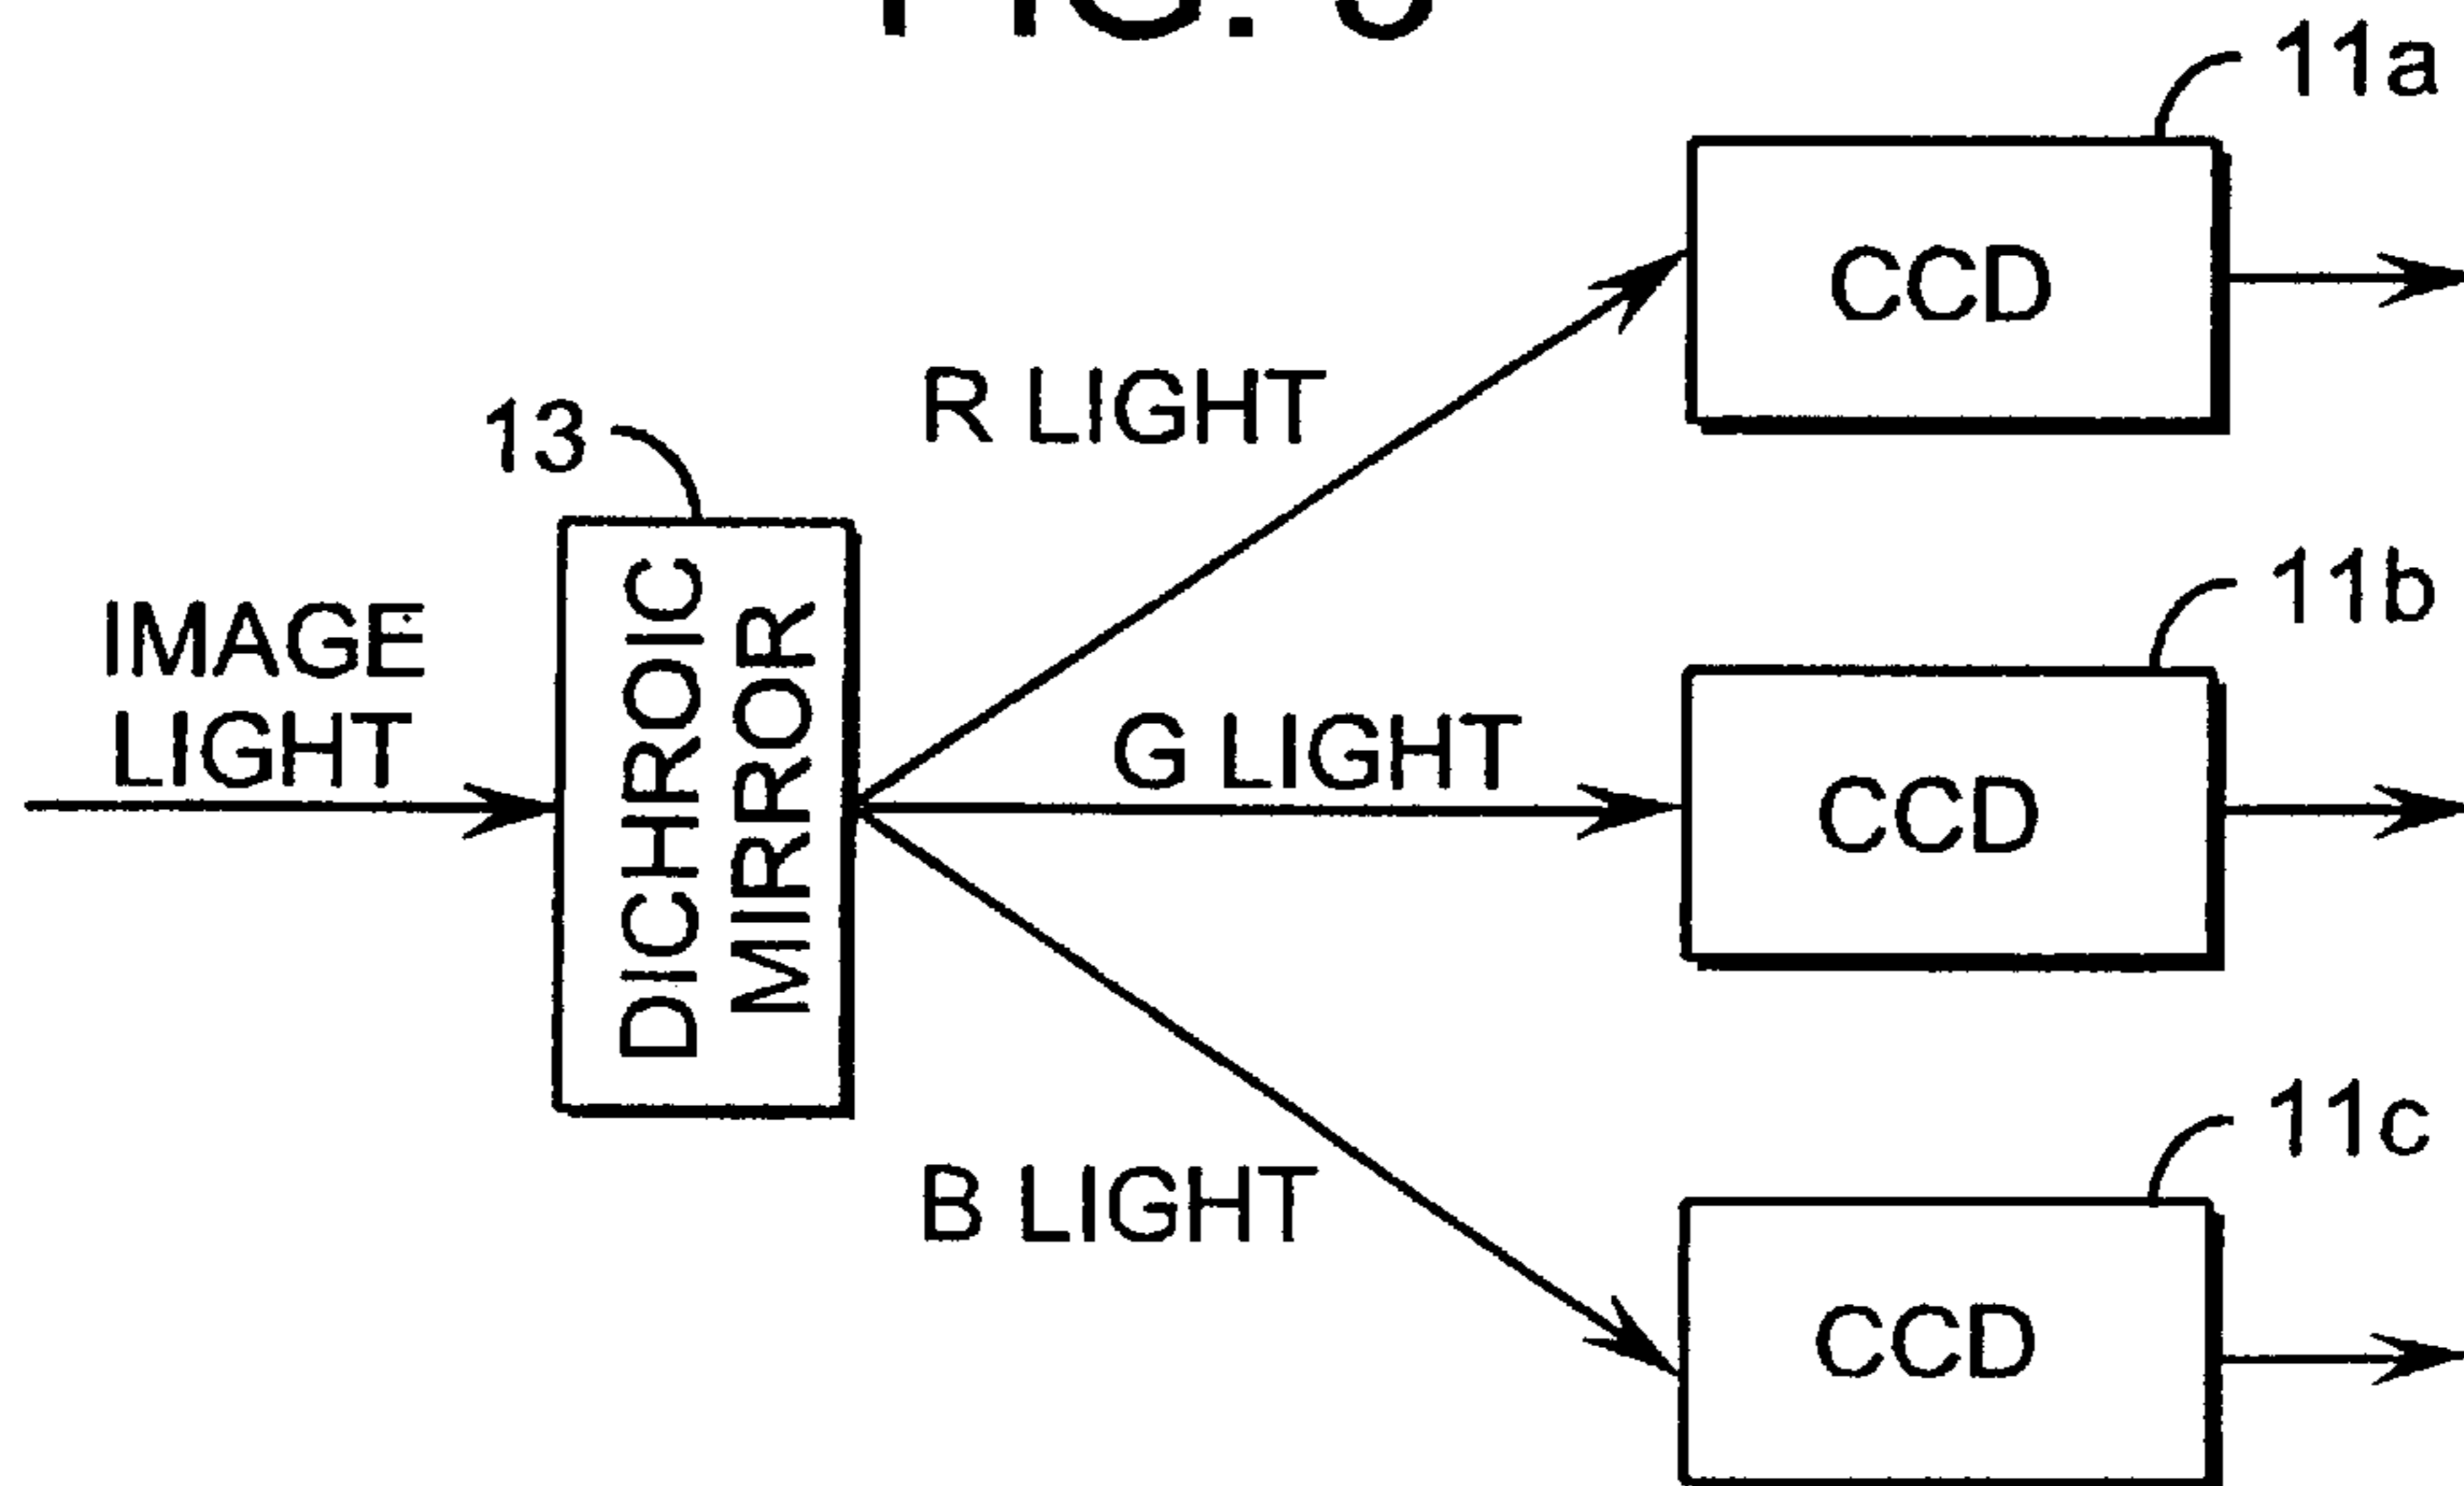 11a
CCD
R LIGHT
13
11b
IMAGE
LIGHT
DICHROIC
MIRROR
G LIGHT
CCD
11c
B LIGHT
CCD